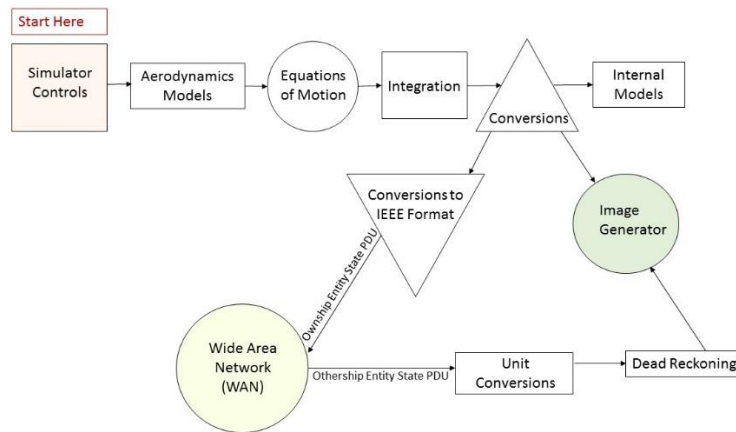 Start Here
Simulator
Controls
Aerodynamics
Models
Equations
of Motion
Integration
Conversions
Internal
Models
Conversions to
IEEE Format
Image
Generator
Ownship Entity State PDU
Wide Area
Network
(WAN)
Othership Entity State PDU
Unit
Conversions
Dead Reckoning